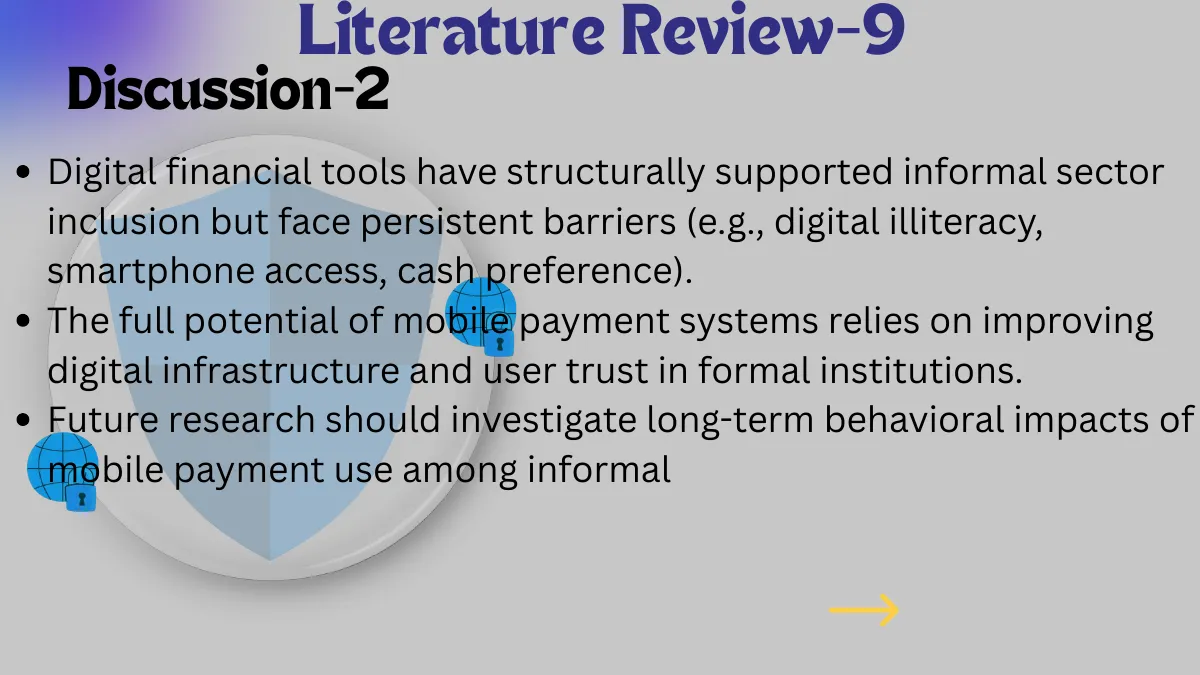 Literature Review-9
Discussion-2
• Digital financial tools have structurally supported informal sector
inclusion but face persistent barriers (e.g., digital illiteracy,
smartphone access, cash preference).
• The full potential of mobile payment systems relies on improving
digital infrastructure and user trust in formal institutions.
• Future research should investigate long-term behavioral impacts of
mobile payment use among informal